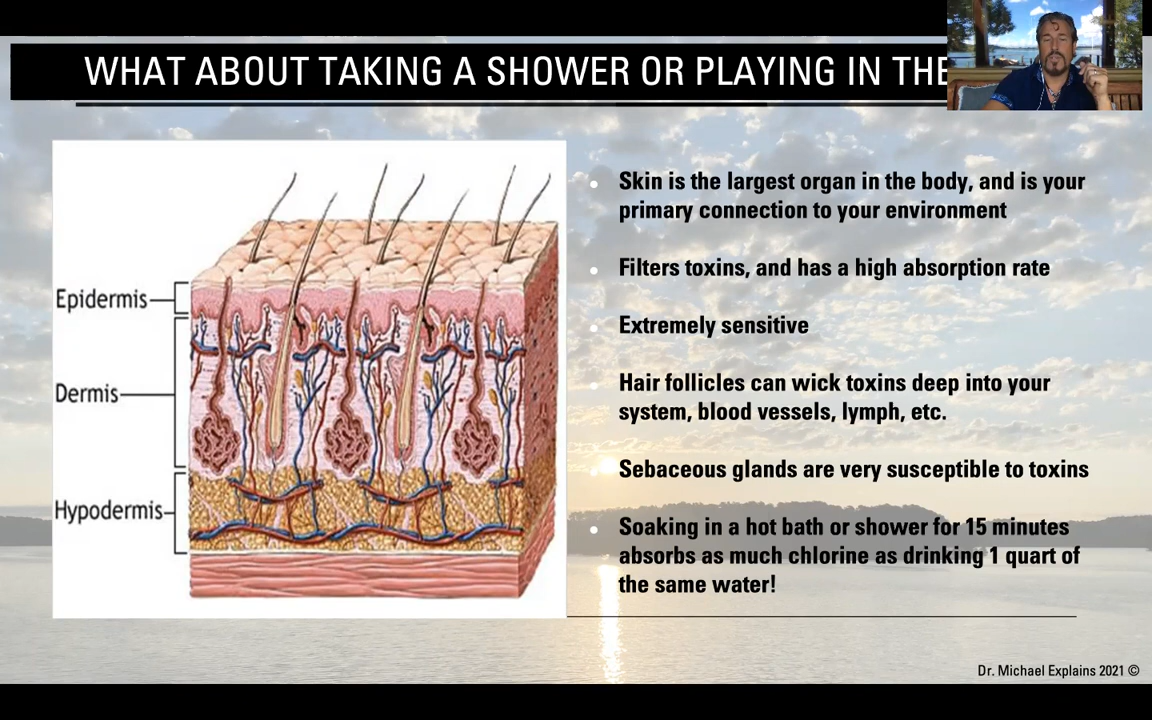 WHAT ABOUT TAKING A SHOWER OR PLAYING IN THE
Epidermis
Dermis
Hypodermis
Skin is the largest organ in the body, and is your
primary connection to your environment
Filters toxins, and has a high absorption rate
Extremely sensitive
Hair follicles can wick toxins deep into your
system, blood vessels, lymph, etc.
Sebaceous glands are very susceptible to toxins
Soaking in a hot bath or shower for 15 minutes
absorbs as much chlorine as drinking 1 quart of
the same water!
Dr. Michael Explains 2021 ©